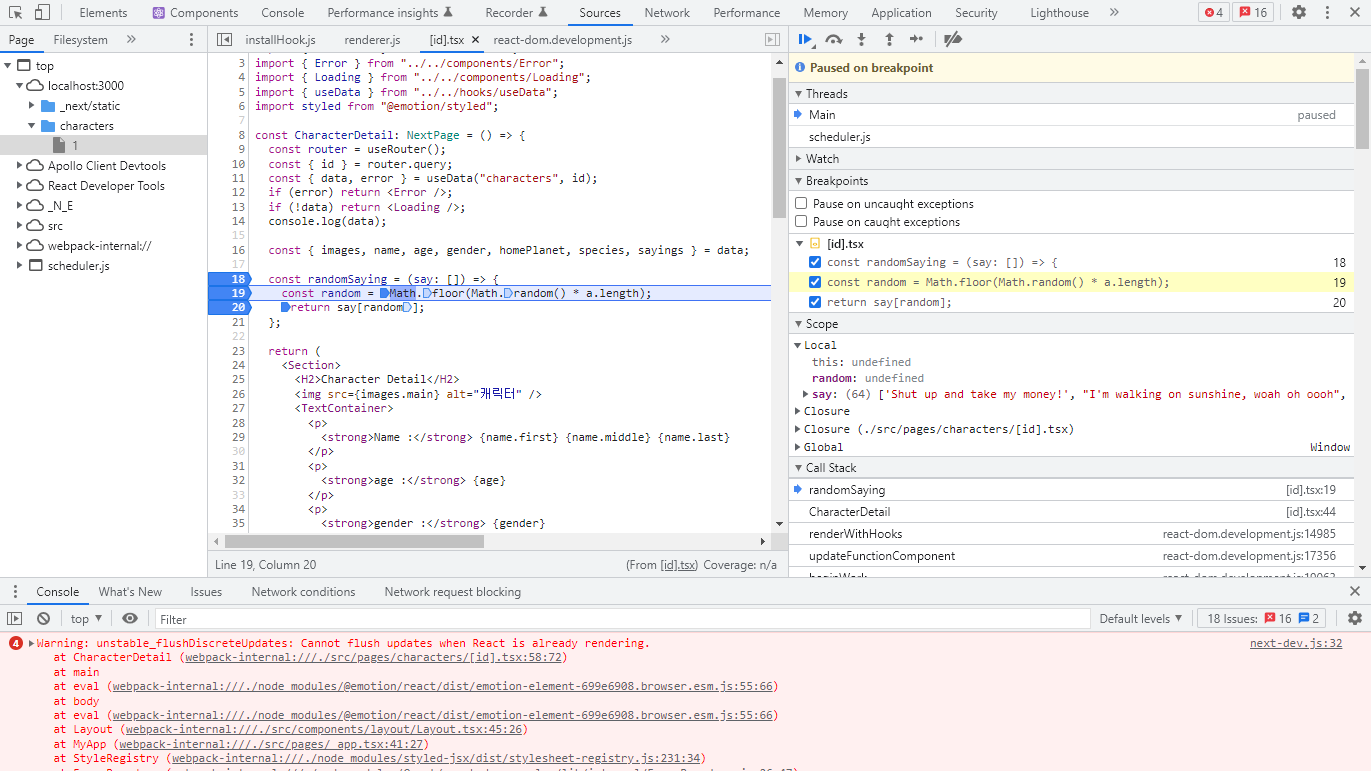 Elements Components Console Performance insights Recorder Sources Network Performance Memory Application Security Lighthouse » 4 16
Page Filesystem »
installHook.js renderer.js [id].tsx × react-dom.development.js »
top
localhost:3000
_next/static
characters
1
Apollo Client Devtools
React Developer Tools
_N_E
src
webpack-internal://
scheduler.js
3 import { Error } from "../../components/Error";
4 import { Loading } from "../../components/Loading";
5 import { useData } from "../../hooks/useData";
6 import styled from "@emotion/styled";
7
8 const CharacterDetail: NextPage = () => {
9 const router = useRouter();
10 const { id } = router.query;
11 const { data, error } = useData("characters", id);
12 if (error) return <Error />;
13 if (!data) return <Loading />;
14 console.log(data);
15
16 const { images, name, age, gender, homePlanet, species, sayings } = data;
17
18 const randomSaying = (say: []) => {
19 const random = Math.floor(Math.random() * a.length);
20 return say[random];
21 };
22
23 return (
24 <Section>
25 <H2>Character Detail</H2>
26 <img src={images.main} alt="캐릭터" />
27 <TextContainer>
28 <p>
29 <strong>Name :</strong> {name.first} {name.middle} {name.last}
30 </p>
31 <p>
32 <strong>age :</strong> {age}
33 </p>
34 <p>
35 <strong>gender :</strong> {gender}
Line 19, Column 20 (From [id].tsx) Coverage: n/a
Paused on breakpoint
Threads
Main paused
scheduler.js
Watch
Breakpoints
Pause on uncaught exceptions
Pause on caught exceptions
[id].tsx
const randomSaying = (say: []) => { 18
const random = Math.floor(Math.random() * a.length); 19
return say[random]; 20
Scope
Local
this: undefined
random: undefined
say: (64) ['Shut up and take my money!', "I'm walking on sunshine, woah oh oooh",
Closure
Closure (./src/pages/characters/[id].tsx)
Global Window
Call Stack
randomSaying [id].tsx:19
CharacterDetail [id].tsx:44
renderWithHooks react-dom.development.js:14985
updateFunctionComponent react-dom.development.js:17356
Console What's New Issues Network conditions Network request blocking
top Filter Default levels 18 Issues: 16 2
4 Warning: unstable_flushDiscreteUpdates: Cannot flush updates when React is already rendering. next-dev.js:32
at CharacterDetail (webpack-internal:///./src/pages/characters/[id].tsx:58:72)
at main
at eval (webpack-internal:///./node_modules/@emotion/react/dist/emotion-element-699e6908.browser.esm.js:55:66)
at body
at eval (webpack-internal:///./node_modules/@emotion/react/dist/emotion-element-699e6908.browser.esm.js:55:66)
at Layout (webpack-internal:///./src/components/layout/Layout.tsx:45:26)
at MyApp (webpack-internal:///./src/pages/_app.tsx:41:27)
at StyleRegistry (webpack-internal:///./node_modules/styled-jsx/dist/stylesheet-registry.js:231:34)